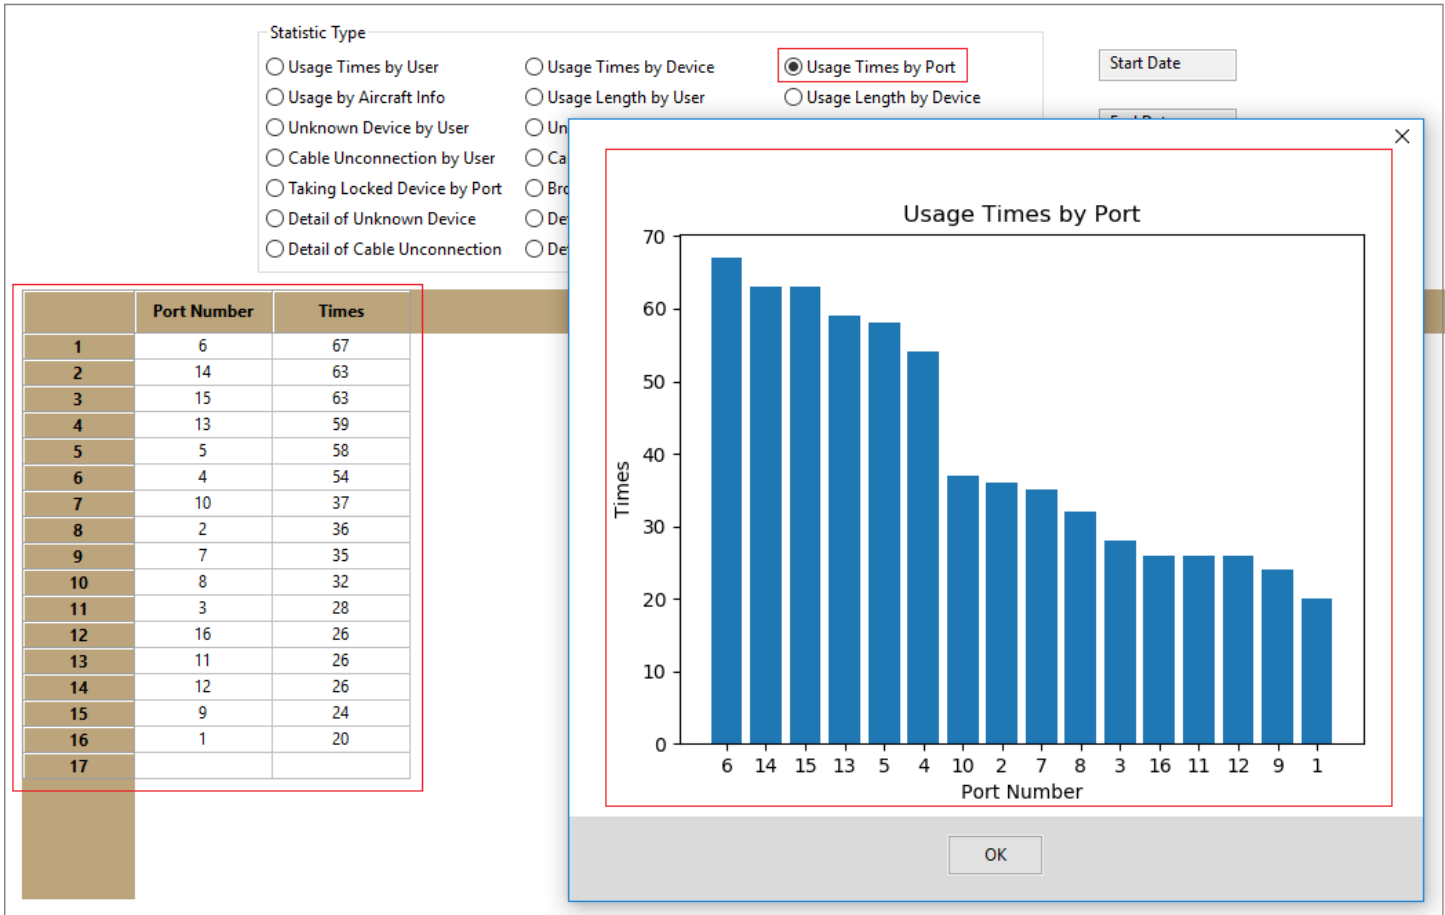 Statistic Type
Usage Times by User Usage Times by Device Usage Times by Port Start Date
Usage by Aircraft Info Usage Length by User Usage Length by Device
Unknown Device by User
Cable Unconnection by User
Taking Locked Device by Port
Detail of Unknown Device
Detail of Cable Unconnection
Port Number Times
1 6 67
2 14 63
3 15 63
4 13 59
5 5 58
6 4 54
7 10 37
8 2 36
9 7 35
10 8 32
11 3 28
12 16 26
13 11 26
14 12 26
15 9 24
16 1 20
17
Usage Times by Port
70
60
50
40
30
20
10
0
Times
6 14 15 13 5 4 10 2 7 8 3 16 11 12 9 1
Port Number
OK